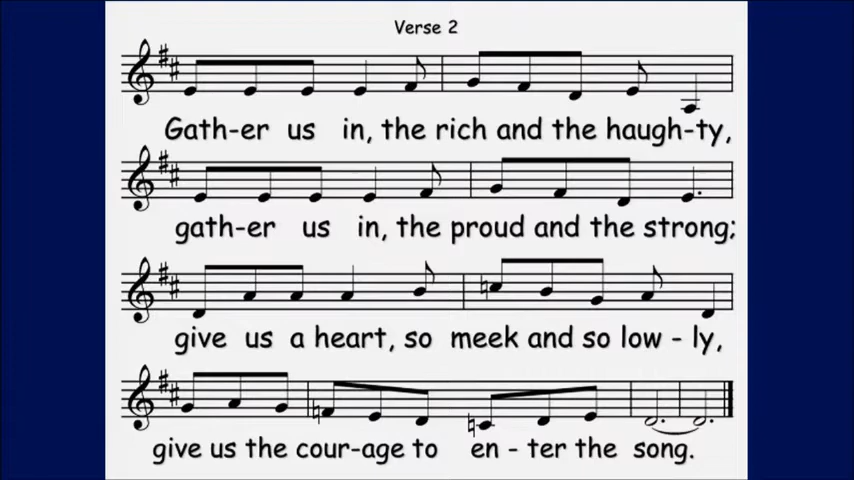 Verse 2
Gath-er us in, the rich and the haugh-ty,
gath-er us in, the proud and the strong;
give us a heart, so meek and so low - ly,
give us the cour-age to en - ter the song.